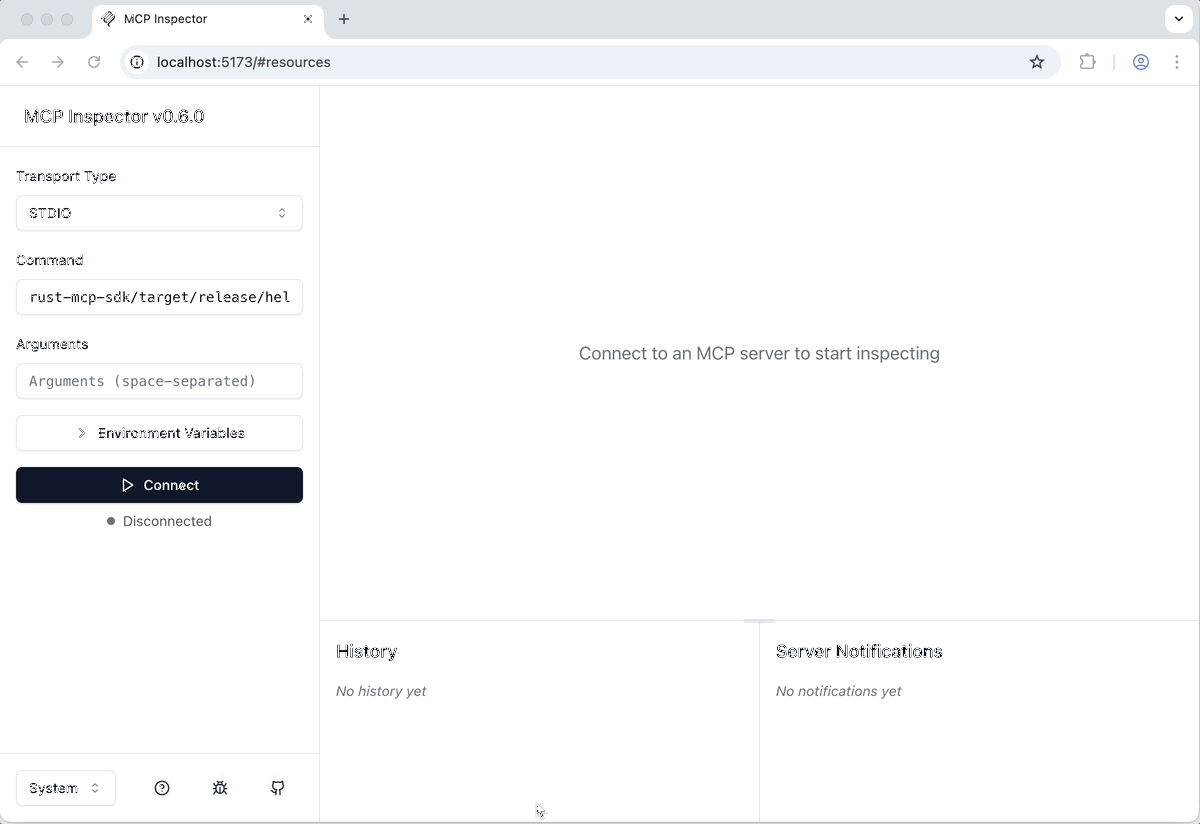 MCP Inspector
localhost:5173/#resources
MCP Inspector v0.6.0
Transport Type
STDIO
Command
rust-mcp-sdk/target/release/hel
Arguments
Arguments (space-separated)
Environment Variables
Connect
Disconnected
System
Connect to an MCP server to start inspecting
History
No history yet
Server Notifications
No notifications yet